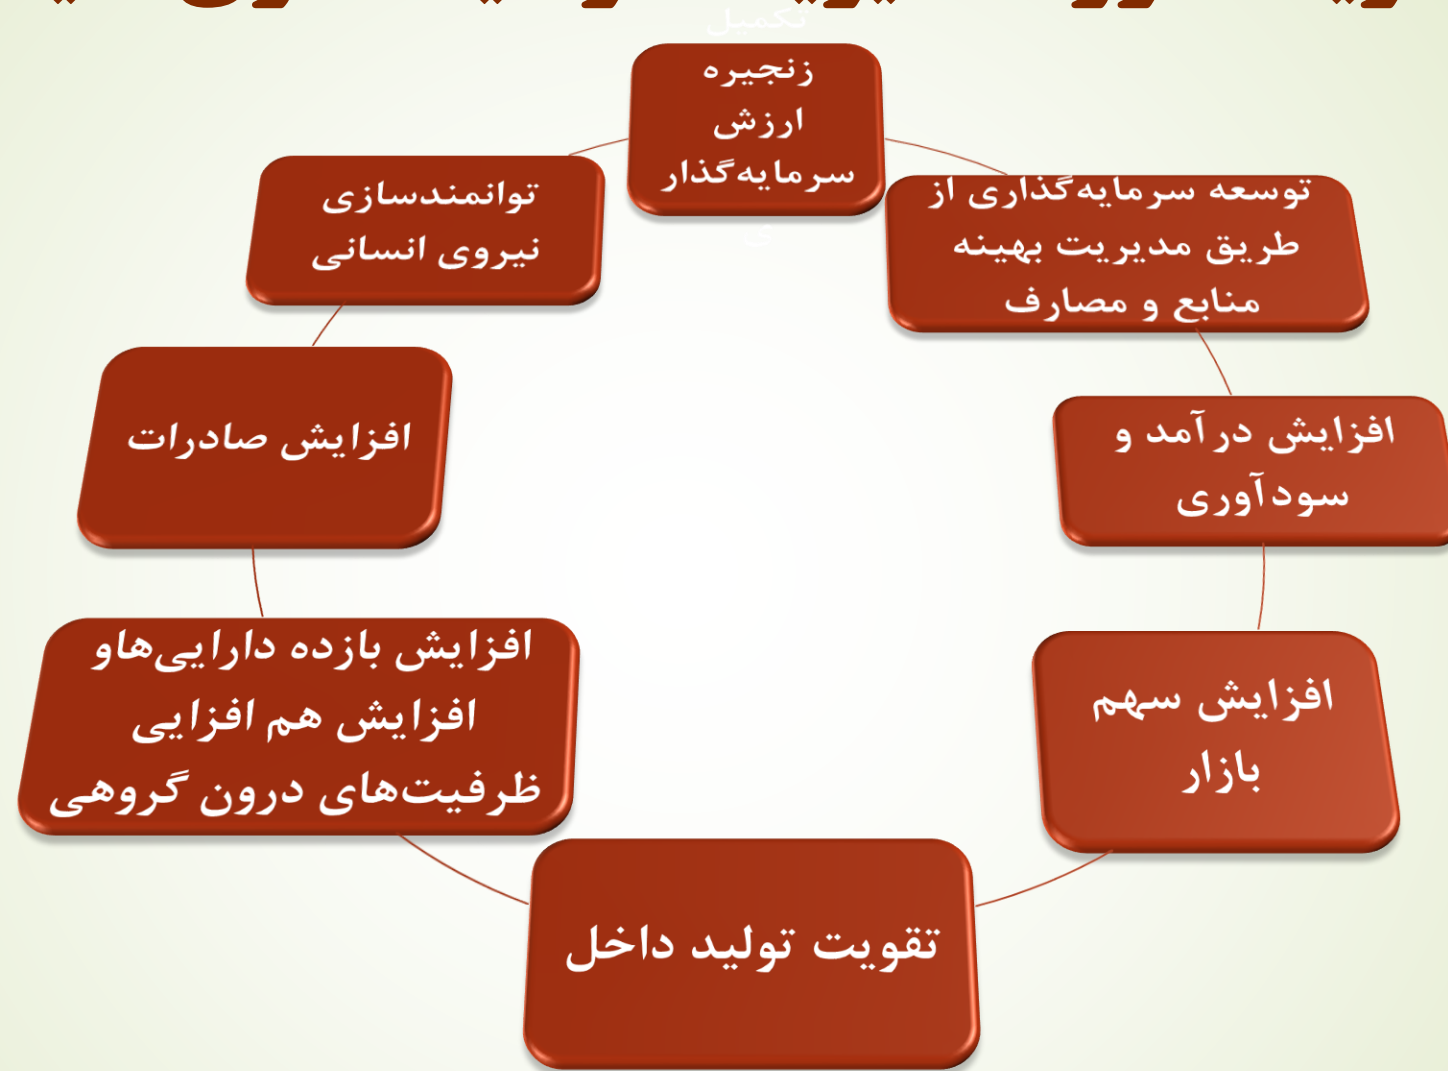 تکمیل
زنجیره
ارزش
سرمایه‌گذار
ی
توسعه سرمایه‌گذاری از
طریق مدیریت بهینه
منابع و مصارف
افزایش درآمد و
سودآوری
افزایش سهم
بازار
تقویت تولید داخل
افزایش بازده دارایی‌هاو
افزایش هم افزایی
ظرفیت‌های درون گروهی
افزایش صادرات
توانمندسازی
نیروی انسانی